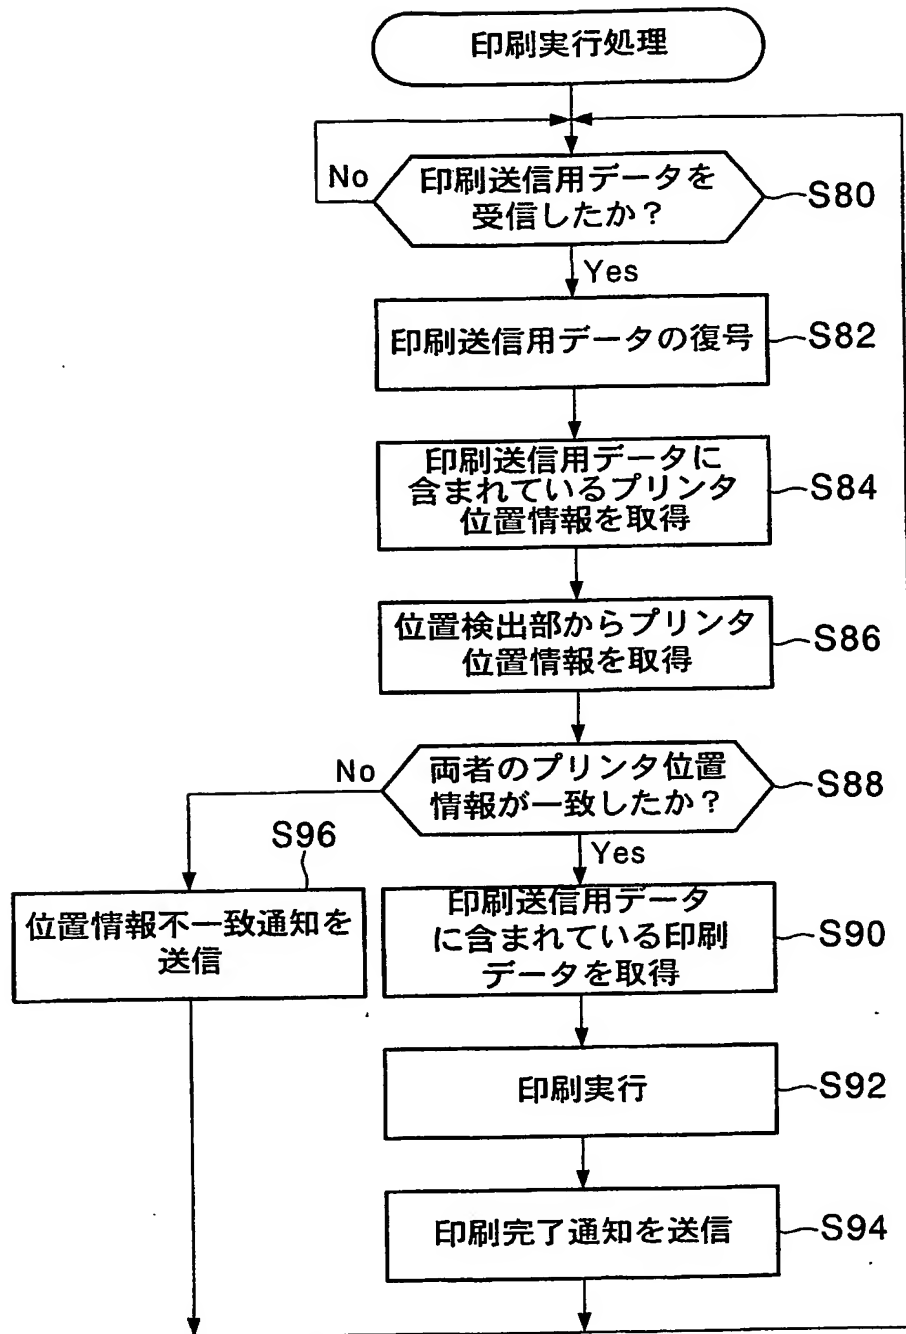 印刷実行処理
No
印刷送信用データを
受信したか？
S80
Yes
印刷送信用データの復号
S82
印刷送信用データに
含まれているプリンタ
位置情報を取得
S84
位置検出部からプリンタ
位置情報を取得
S86
No
両者のプリンタ位置
情報が一致したか？
S88
S96
Yes
位置情報不一致通知を
送信
印刷送信用データ
に含まれている印刷
データを取得
S90
印刷実行
S92
印刷完了通知を送信
S94